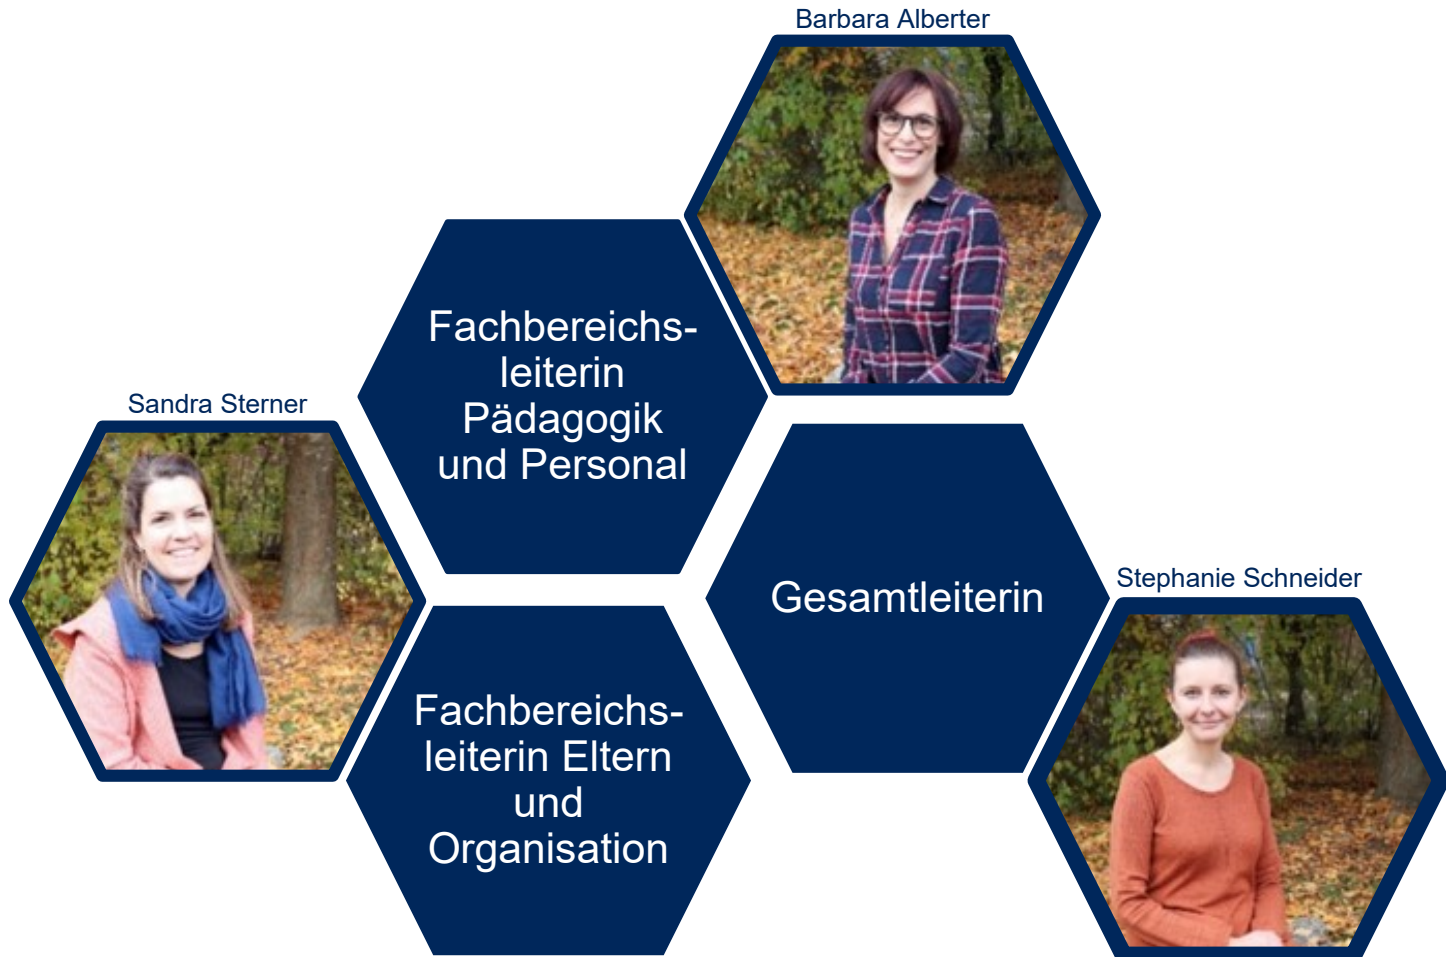 Barbara Alberter
Fachbereichs-
leiterin
Pädagogik
und Personal
Sandra Sterner
Gesamtleiterin
Stephanie Schneider
Fachbereichs-
leiterin Eltern
und
Organisation